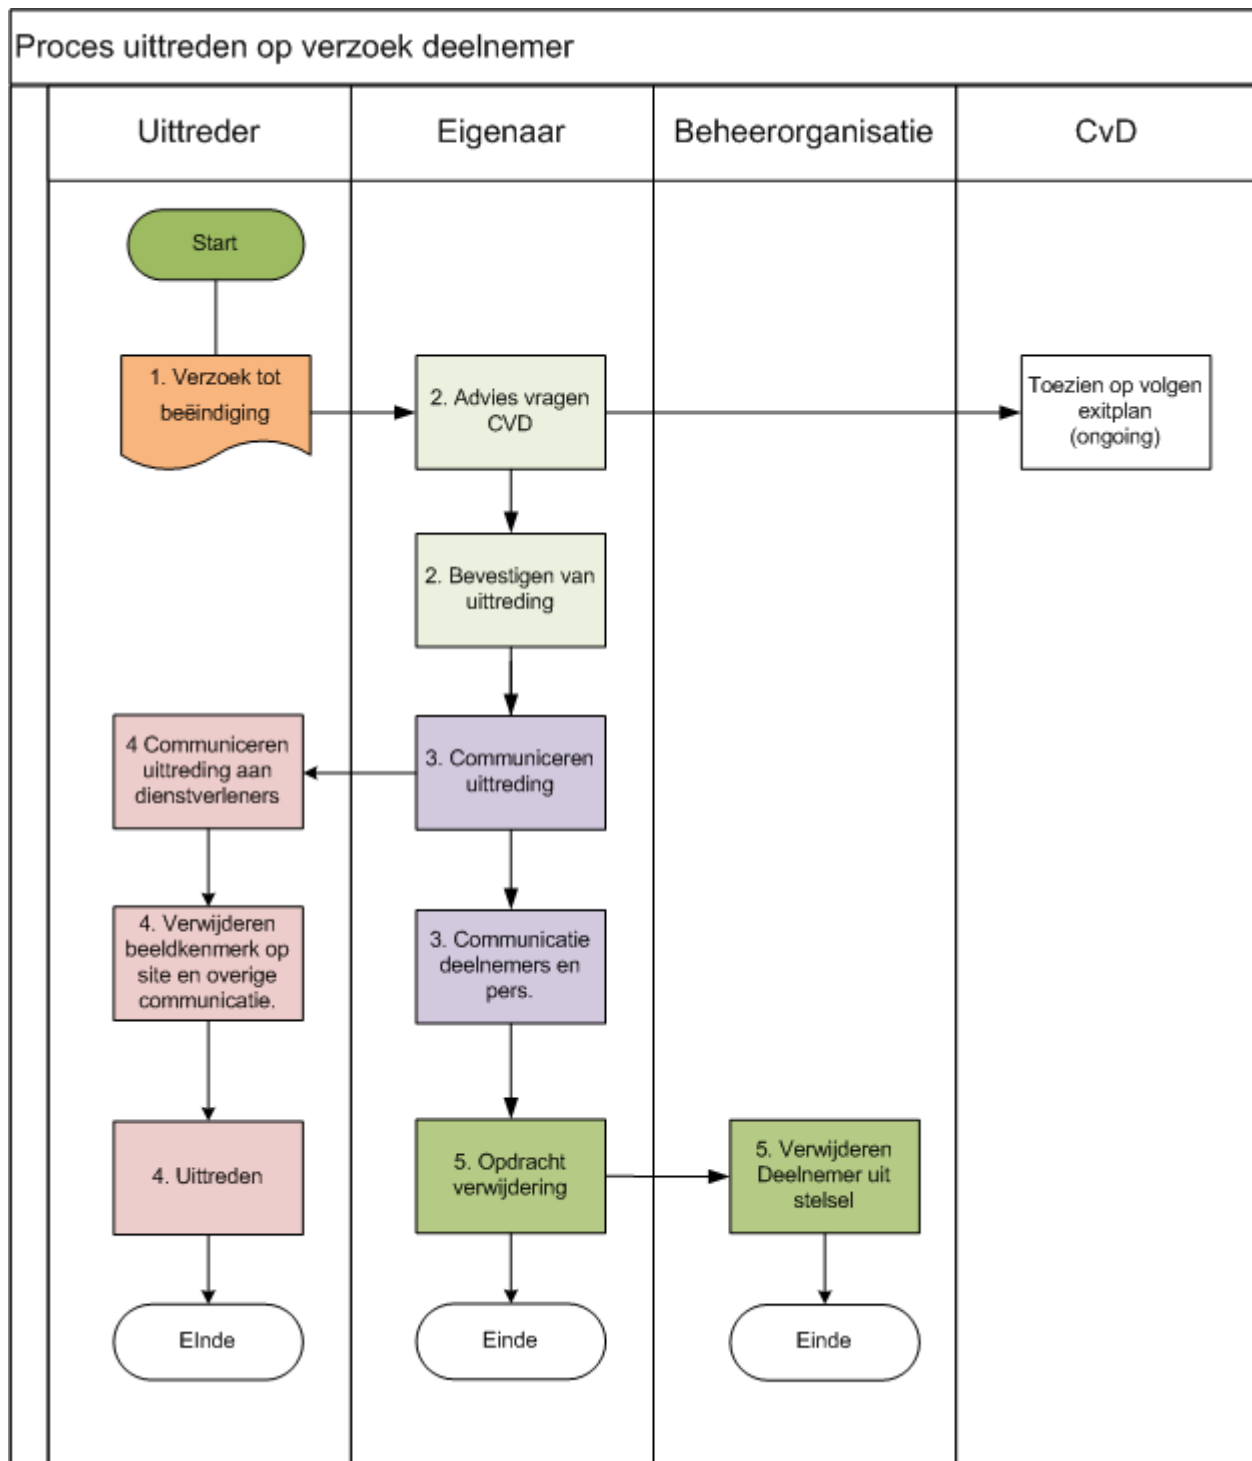 Proces uittreden op verzoek deelnemer
Uittreder
Eigenaar
Beheerorganisatie
CvD
Start
1. Verzoek tot
beëindiging
2. Advies vragen
CVD
Toezien op volgen
exitplan
(ongoing)
2. Bevestigen van
uittreding
4 Communiceren
uittreding aan
dienstverleners
3. Communiceren
uittreding
4. Verwijderen
beeldkenmerk op
site en overige
communicatie.
3. Communicatie
deelnemers en
pers.
4. Uittreden
5. Opdracht
verwijdering
5. Verwijderen
Deelnemer uit
stelsel
EInde
Einde
Einde